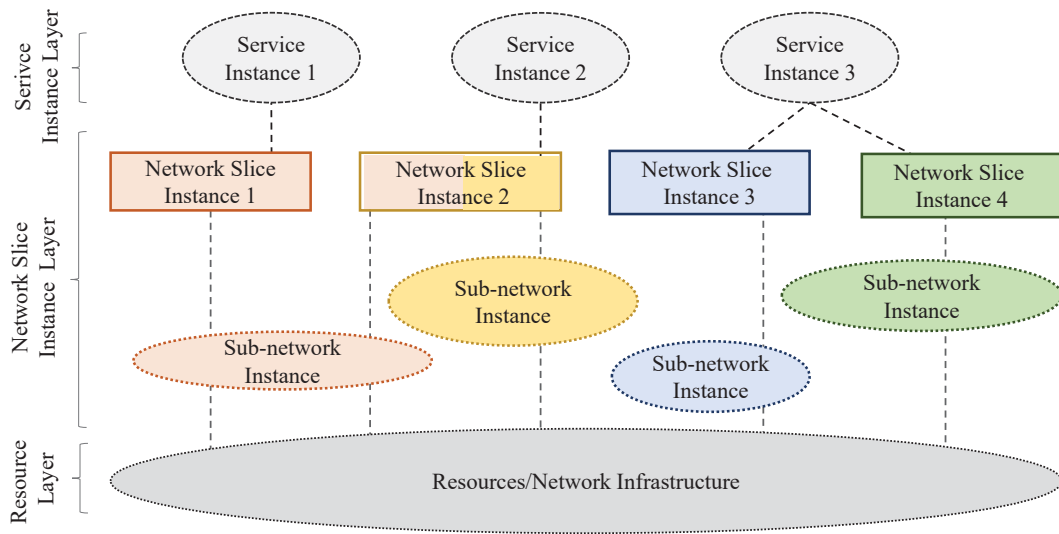 Serivce
Instance Layer
Service
Instance 1
Service
Instance 2
Service
Instance 3
Network Slice
Instance Layer
Network Slice
Instance 1
Network Slice
Instance 2
Network Slice
Instance 3
Network Slice
Instance 4
Sub-network
Instance
Sub-network
Instance
Sub-network
Instance
Sub-network
Instance
Resource
Layer
Resources/Network Infrastructure